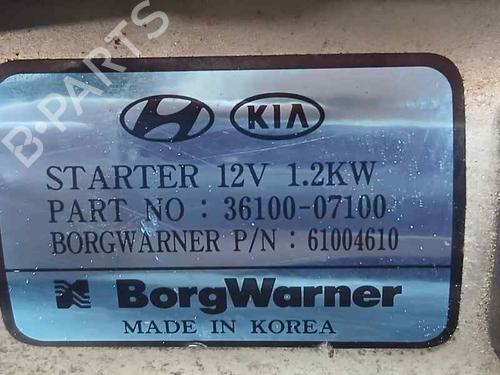 B-PARTS
KIA
STARTER 12V 1.2KW
PART NO : 36100-07100
BORGWARNER P/N : 61004610
BorgWarner
MADE IN KOREA